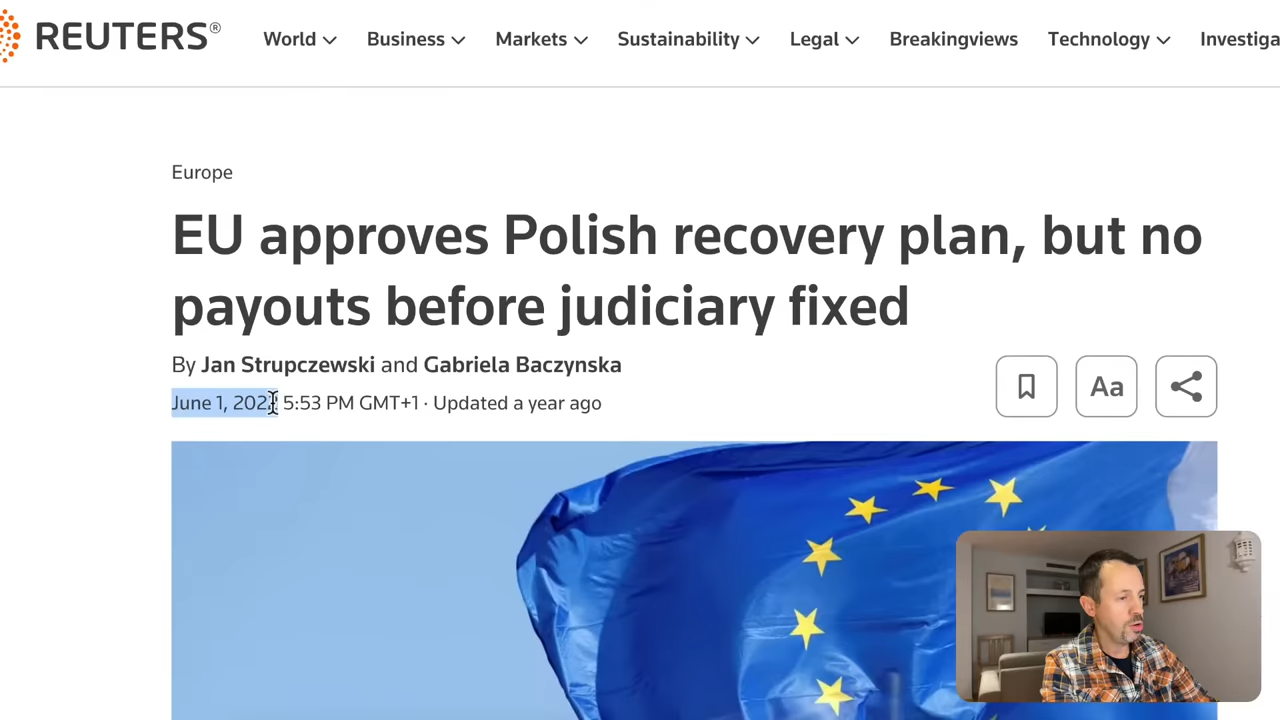 REUTERS®
World Business Markets Sustainability Legal Breakingviews Technology Investiga
Europe
EU approves Polish recovery plan, but no
payouts before judiciary fixed
By Jan Strupczewski and Gabriela Baczynska
June 1, 5:53 PM GMT+1 · Updated a year ago
Aa